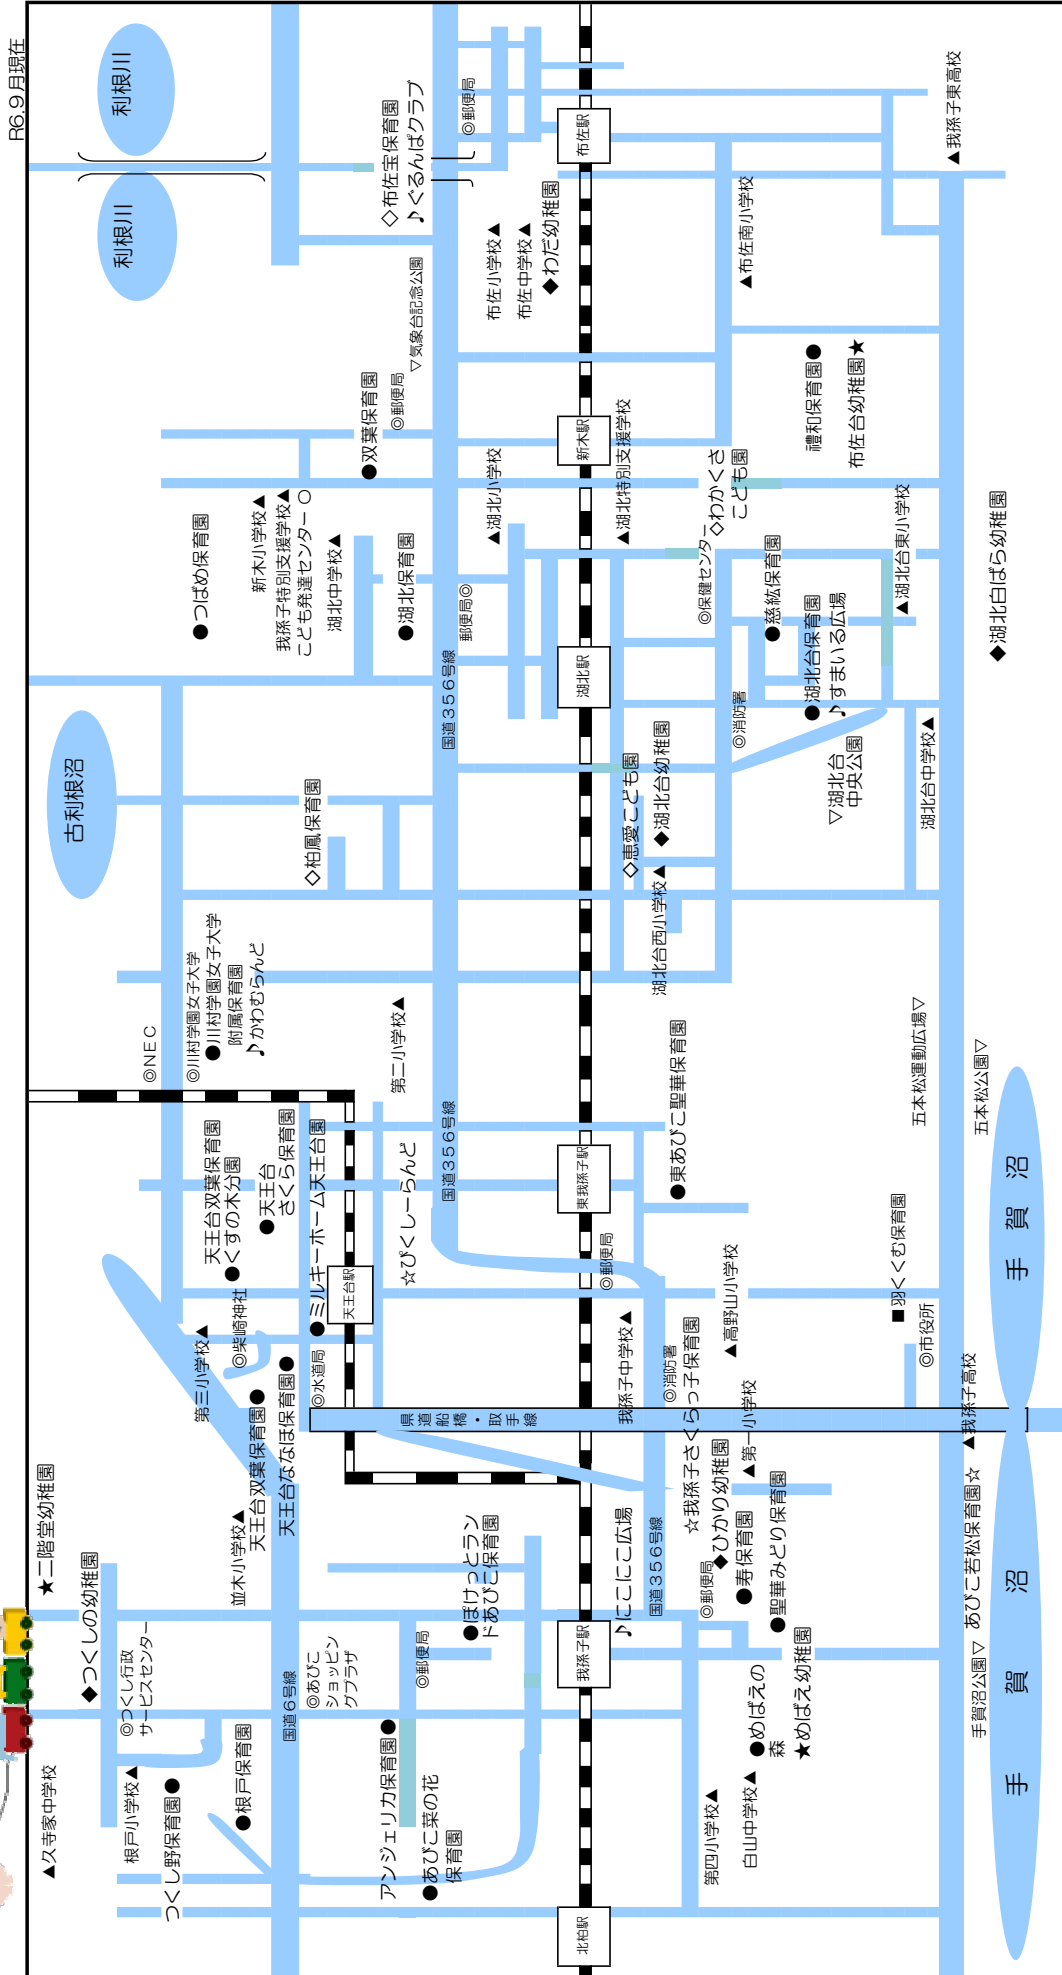 R6.9月現在
利根川
利根川
古利根沼
◇布佐宝保育園
♪ぐるんぱクラブ
◎郵便局
布佐駅
▲我孫子東高校
布佐小学校▲
布佐中学校▲
◆わだ幼稚園
▲布佐南小学校
▽気象台記念公園
◎郵便局
●双葉保育園
新木駅
禮和保育園●
布佐台幼稚園★
●つばめ保育園
新木小学校▲
我孫子特別支援学校▲
こども発達センター○
湖北中学校▲
●湖北保育園
郵便局◎
▲湖北小学校
▲湖北特別支援学校
◎保健センター
◇わかくさ
こども園
●慈紘保育園
▲湖北台東小学校
●湖北台保育園
♪すまいる広場
◆湖北白ばら幼稚園
国道356号線
湖北駅
◎消防署
▽湖北台
中央公園
湖北台中学校▲
◇柏鳳保育園
◇恵愛こども園
◆湖北台幼稚園
湖北台西小学校▲
◎NEC
◎川村学園女子大学
●川村学園女子大学
附属保育園
♪かわむらんど
第二小学校▲
国道356号線
●東あびこ聖華保育園
東我孫子駅
五本松運動広場▽
五本松公園▽
手賀沼
天王台双葉保育園
●くすの木分園
●天王台
さくら保育園
●ミルキーホーム天王台園
天王台駅
☆ぴくしーらんど
◎郵便局
第三小学校▲
◎柴崎神社
◎水道局
天王台双葉保育園●
天王台ななほ保育園●
県道船橋・取手線
我孫子中学校▲
◎消防署
☆我孫子さくらっ子保育園
▲高野山小学校
▲第一小学校
■羽くくむ保育園
◎市役所
▲我孫子高校
★二階堂幼稚園
◆つくしの幼稚園
並木小学校▲
◎つくし行政
サービスセンター
国道6号線
◎あびこ
ショッピン
グプラザ
◎郵便局
●ぽけっとラン
ドあびこ保育園
♪にこにこ広場
国道356号線
◎郵便局
◆ひかり幼稚園
●寿保育園
●聖華みどり保育園
我孫子駅
●めばえの
森
★めばえ幼稚園
あびこ若松保育園☆
手賀沼公園▽
手賀沼
▲久寺家中学校
根戸小学校▲
つくし野保育園●
●根戸保育園
アンジェリカ保育園●
●あびこ菜の花
保育園
北柏駅
第四小学校▲
白山中学校▲